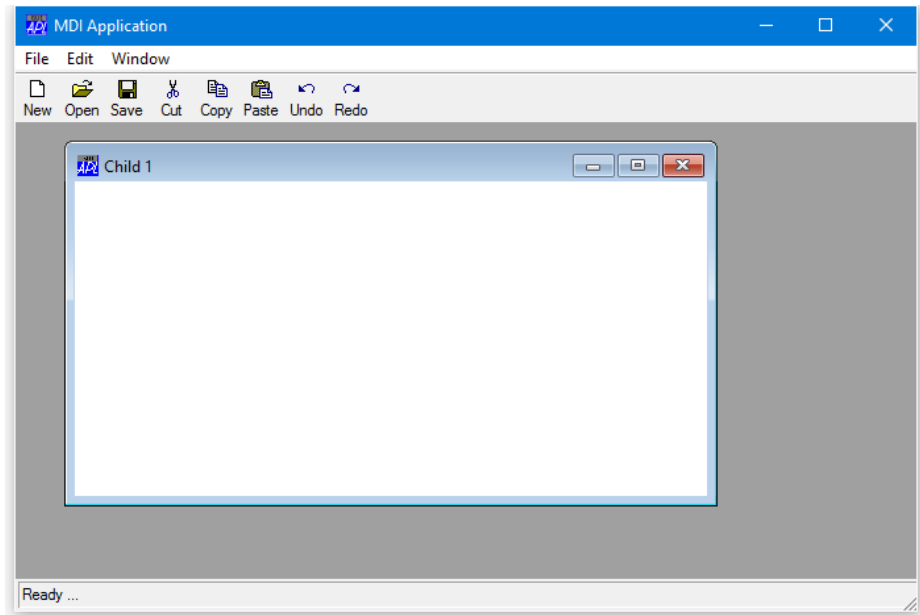 MDI Application
File Edit Window
New Open Save Cut Copy Paste Undo Redo
Child 1
Ready ...